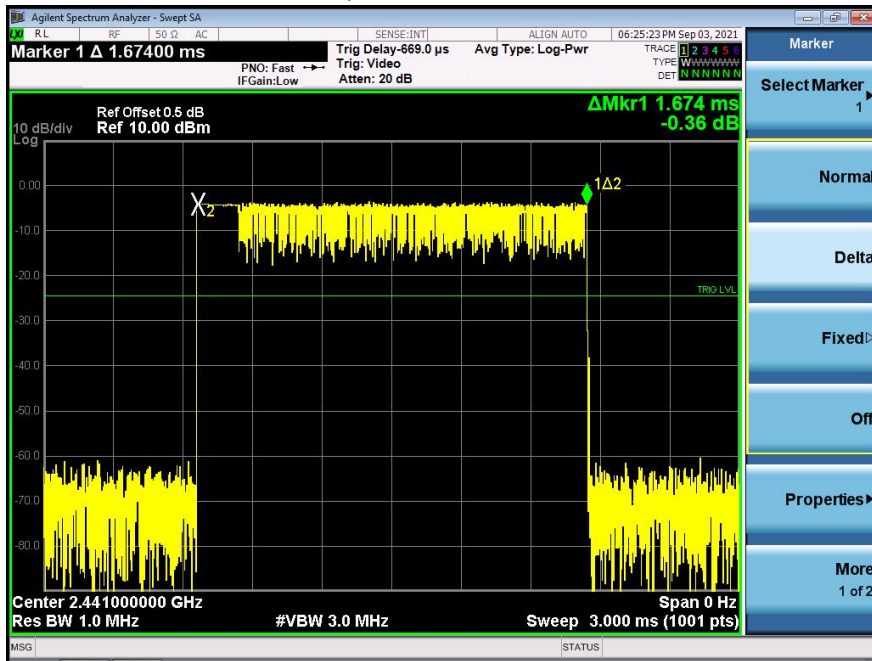 Agilent Spectrum Analyzer - Swept SA
LXI RL RF 50 Ω AC SENSE:INT ALIGN AUTO 06:25:23 PM Sep 03, 2021
Marker 1 Δ 1.67400 ms
Trig Delay-669.0 µs Avg Type: Log-Pwr TRACE 1 2 3 4 5 6
PNO: Fast Trig: Video TYPE WWWWWW
IFGain:Low Atten: 20 dB DET N N N N N N
Ref Offset 0.5 dB
10 dB/div Ref 10.00 dBm
Log
ΔMkr1 1.674 ms
-0.36 dB
0.00
-10.0
-20.0
-30.0
-40.0
-50.0
-60.0
-70.0
-80.0
X2
1Δ2
TRIG LVL
Center 2.441000000 GHz Span 0 Hz
Res BW 1.0 MHz #VBW 3.0 MHz Sweep 3.000 ms (1001 pts)
MSG STATUS
Marker
Select Marker
1
Normal
Delta
Fixed
Off
Properties
More
1 of 2